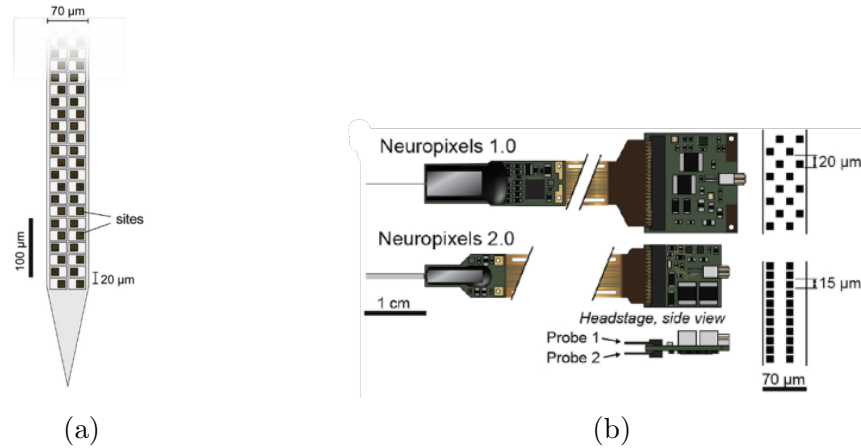 70 μm
sites
100 μm
20 μm
(a)
Neuropixels 1.0
20 μm
Neuropixels 2.0
15 μm
1 cm
Headstage, side view
Probe 1
Probe 2
70 μm
(b)